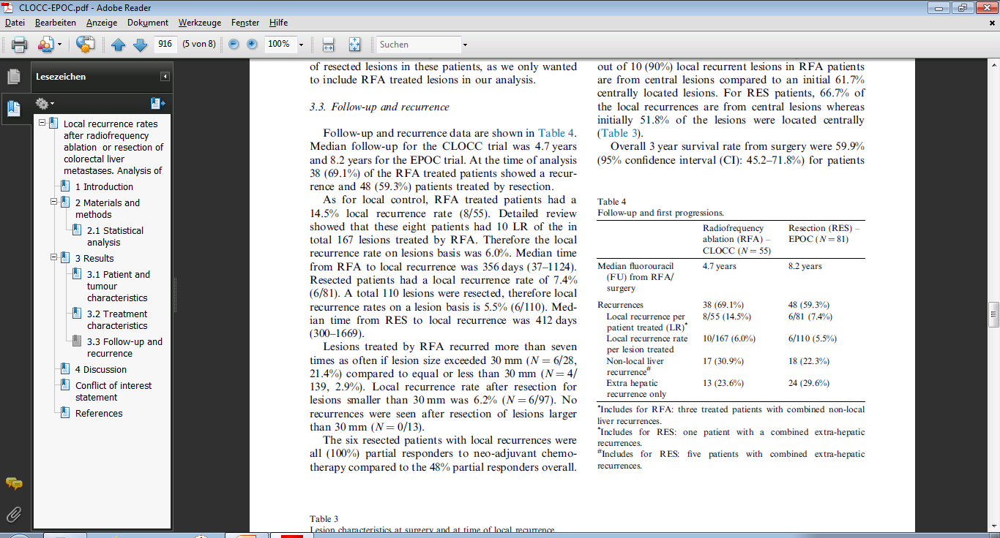 CLOCC-EPOC.pdf - Adobe Reader
Datei Bearbeiten Anzeige Dokument Werkzeuge Fenster Hilfe
916 (5 von 8) 100% Suchen
Lesezeichen
Local recurrence rates
after radiofrequency
ablation or resection of
colorectal liver
metastases. Analysis of
1 Introduction
2 Materials and
methods
2.1 Statistical
analysis
3 Results
3.1 Patient and
tumour
characteristics
3.2 Treatment
characteristics
3.3 Follow-up and
recurrence
4 Discussion
Conflict of interest
statement
References
of resected lesions in these patients, as we only wanted
to include RFA treated lesions in our analysis.
3.3. Follow-up and recurrence
Follow-up and recurrence data are shown in Table 4.
Median follow-up for the CLOCC trial was 4.7 years
and 8.2 years for the EPOC trial. At the time of analysis
38 (69.1%) of the RFA treated patients showed a recur-
rence and 48 (59.3%) patients treated by resection.
As for local control, RFA treated patients had a
14.5% local recurrence rate (8/55). Detailed review
showed that these eight patients had 10 LR of the in
total 167 lesions treated by RFA. Therefore the local
recurrence rate on lesions basis was 6.0%. Median time
from RFA to local recurrence was 356 days (37–1124).
Resected patients had a local recurrence rate of 7.4%
(6/81). A total 110 lesions were resected, therefore local
recurrence rates on a lesion basis is 5.5% (6/110). Med-
ian time from RES to local recurrence was 412 days
(300–1669).
Lesions treated by RFA recurred more than seven
times as often if lesion size exceeded 30 mm (N = 6/28,
21.4%) compared to equal or less than 30 mm (N = 4/
139, 2.9%). Local recurrence rate after resection for
lesions smaller than 30 mm was 6.2% (N = 6/97). No
recurrences were seen after resection of lesions larger
than 30 mm (N = 0/13).
The six resected patients with local recurrences were
all (100%) partial responders to neo-adjuvant chemo-
therapy compared to the 48% partial responders overall.
Table 3
Lesion characteristics at surgery and at time of local recurrence.
out of 10 (90%) local recurrent lesions in RFA patients
are from central lesions compared to an initial 61.7%
centrally located lesions. For RES patients, 66.7% of
the local recurrences are from central lesions whereas
initially 51.8% of the lesions were located centrally
(Table 3).
Overall 3 year survival rate from surgery were 59.9%
(95% confidence interval (CI): 45.2–71.8%) for patients
Table 4
Follow-up and first progressions.
Radiofrequency Resection (RES) –
ablation (RFA) – EPOC (N = 81)
CLOCC (N = 55)
Median fluorouracil 4.7 years 8.2 years
(FU) from RFA/
surgery
Recurrences 38 (69.1%) 48 (59.3%)
Local recurrence per 8/55 (14.5%) 6/81 (7.4%)
patient treated (LR)*
Local recurrence rate 10/167 (6.0%) 6/110 (5.5%)
per lesion treated
Non-local liver 17 (30.9%) 18 (22.3%)
recurrence#
Extra hepatic 13 (23.6%) 24 (29.6%)
recurrence only
*Includes for RFA: three treated patients with combined non-local
liver recurrences.
*Includes for RES: one patient with a combined extra-hepatic
recurrences.
#Includes for RES: five patients with combined extra-hepatic
recurrences.